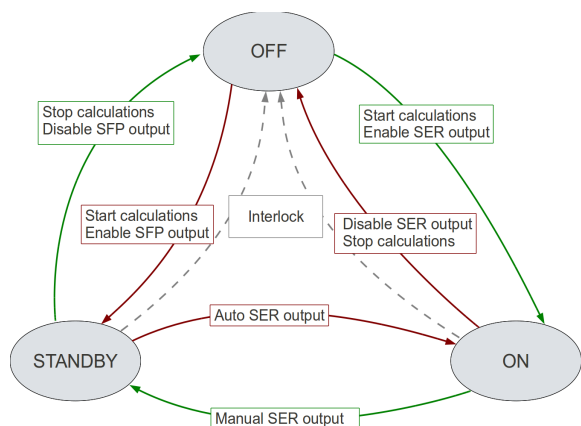 OFF
Stop calculations
Disable SFP output
Start calculations
Enable SER output
Start calculations
Enable SFP output
Interlock
Disable SER output
Stop calculations
Auto SER output
STANDBY
ON
Manual SER output